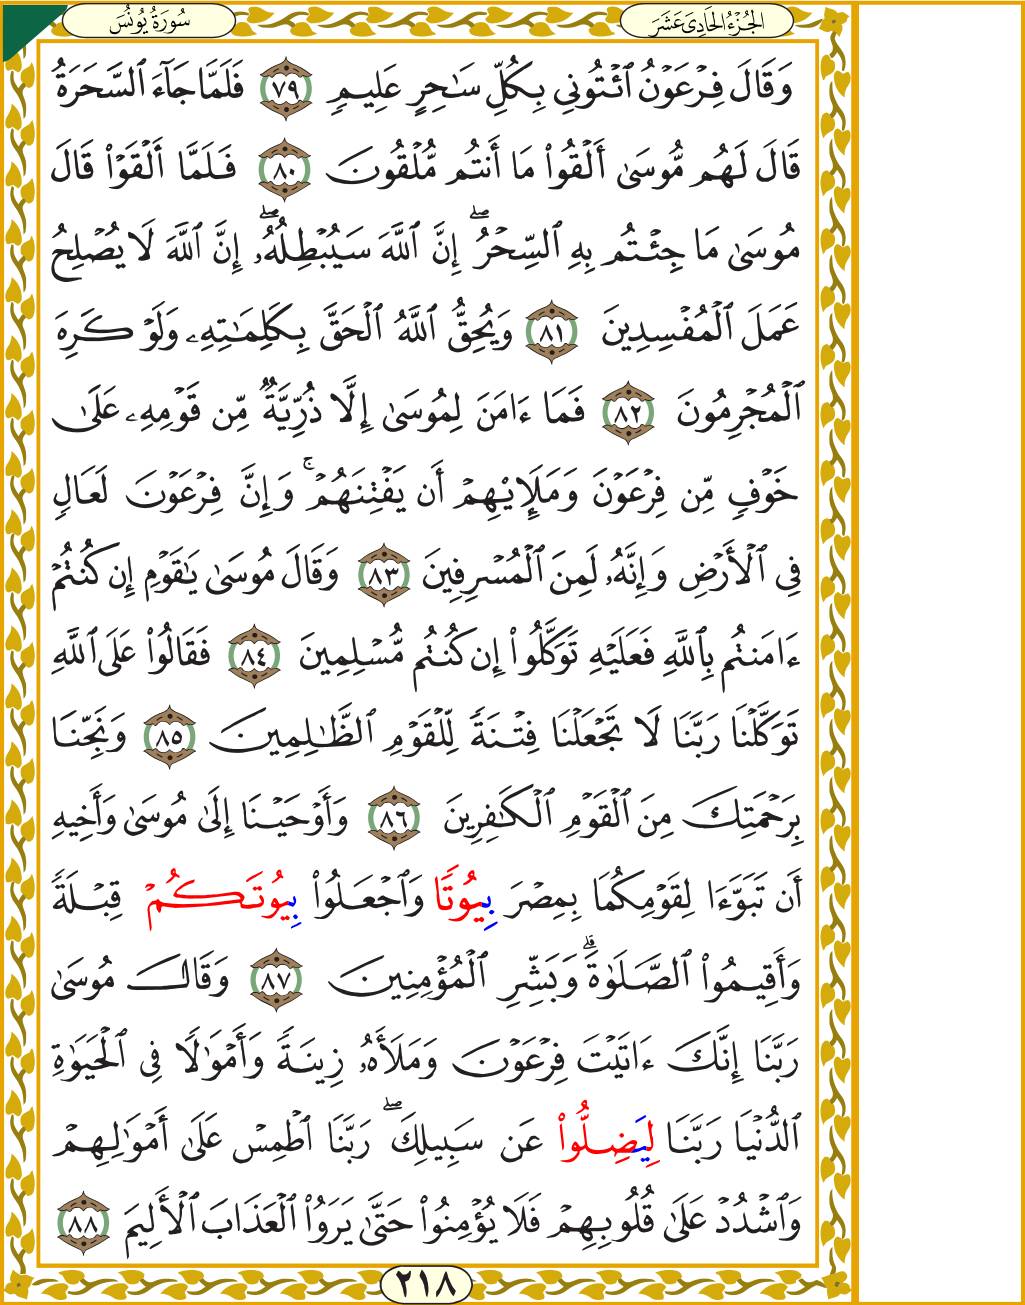 الجُزْءُ الحَادِىَ عَشَرَ
سُورَةُ يُونُسَ
وَقَالَ فِرْعَوْنُ ٱئْتُونِى بِكُلِّ سَٰحِرٍ عَلِيمٍ ٧٩ فَلَمَّا جَآءَ ٱلسَّحَرَةُ
قَالَ لَهُم مُّوسَىٰ أَلْقُوا۟ مَا أَنتُم مُّلْقُونَ ٨٠ فَلَمَّا أَلْقَوْا۟ قَالَ
مُوسَىٰ مَا جِئْتُم بِهِ ٱلسِّحْرُ ۖ إِنَّ ٱللَّهَ سَيُبْطِلُهُۥ ۖ إِنَّ ٱللَّهَ لَا يُصْلِحُ
عَمَلَ ٱلْمُفْسِدِينَ ٨١ وَيُحِقُّ ٱللَّهُ ٱلْحَقَّ بِكَلِمَٰتِهِۦ وَلَوْ كَرِهَ
ٱلْمُجْرِمُونَ ٨٢ فَمَا ءَامَنَ لِمُوسَىٰ إِلَّا ذُرِّيَّةٌ مِّن قَوْمِهِۦ عَلَىٰ
خَوْفٍ مِّن فِرْعَوْنَ وَمَلَإِي۟هِمْ أَن يَفْتِنَهُمْ ۚ وَإِنَّ فِرْعَوْنَ لَعَالٍ
فِى ٱلْأَرْضِ وَإِنَّهُۥ لَمِنَ ٱلْمُسْرِفِينَ ٨٣ وَقَالَ مُوسَىٰ يَٰقَوْمِ إِن كُنتُمْ
ءَامَنتُم بِٱللَّهِ فَعَلَيْهِ تَوَكَّلُوا۟ إِن كُنتُم مُّسْلِمِينَ ٨٤ فَقَالُوا۟ عَلَى ٱللَّهِ
تَوَكَّلْنَا رَبَّنَا لَا تَجْعَلْنَا فِتْنَةً لِّلْقَوْمِ ٱلظَّٰلِمِينَ ٨٥ وَنَجِّنَا
بِرَحْمَتِكَ مِنَ ٱلْقَوْمِ ٱلْكَٰفِرِينَ ٨٦ وَأَوْحَيْنَا إِلَىٰ مُوسَىٰ وَأَخِيهِ
أَن تَبَوَّءَا لِقَوْمِكُمَا بِمِصْرَ بِيُوتًا وَٱجْعَلُوا۟ بِيُوتَكُمْ قِبْلَةً
وَأَقِيمُوا۟ ٱلصَّلَوٰةَ ۗ وَبَشِّرِ ٱلْمُؤْمِنِينَ ٨٧ وَقَالَ مُوسَىٰ
رَبَّنَا إِنَّكَ ءَاتَيْتَ فِرْعَوْنَ وَمَلَأَهُۥ زِينَةً وَأَمْوَٰلًا فِى ٱلْحَيَوٰةِ
ٱلدُّنْيَا رَبَّنَا لِيَضِلُّوا۟ عَن سَبِيلِكَ ۖ رَبَّنَا ٱطْمِسْ عَلَىٰ أَمْوَٰلِهِمْ
وَٱشْدُدْ عَلَىٰ قُلُوبِهِمْ فَلَا يُؤْمِنُوا۟ حَتَّىٰ يَرَوُا۟ ٱلْعَذَابَ ٱلْأَلِيمَ ٨٨
٢١٨